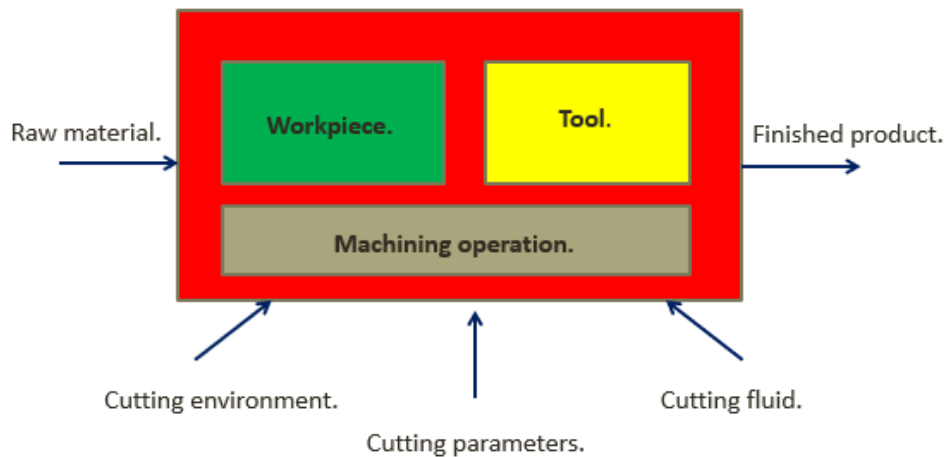 Raw material.
Workpiece.
Tool.
Finished product.
Machining operation.
Cutting environment.
Cutting parameters.
Cutting fluid.